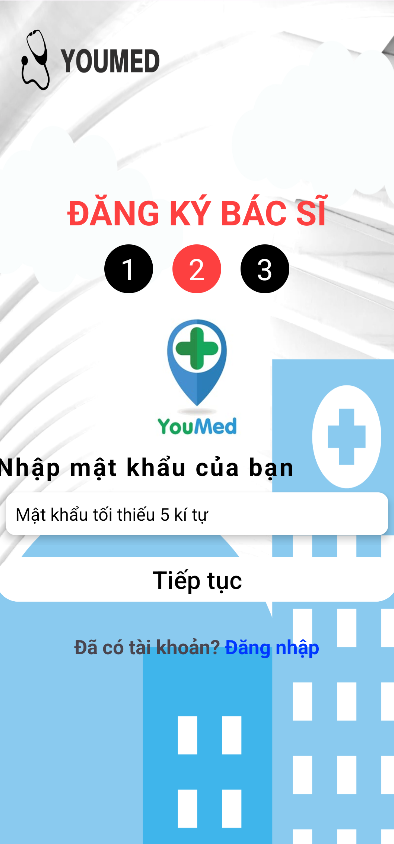 YOUMED
ĐĂNG KÝ BÁC SĨ
1 2 3
YouMed
Nhập mật khẩu của bạn
Mật khẩu tối thiếu 5 kí tự
Tiếp tục
Đã có tài khoản? Đăng nhập